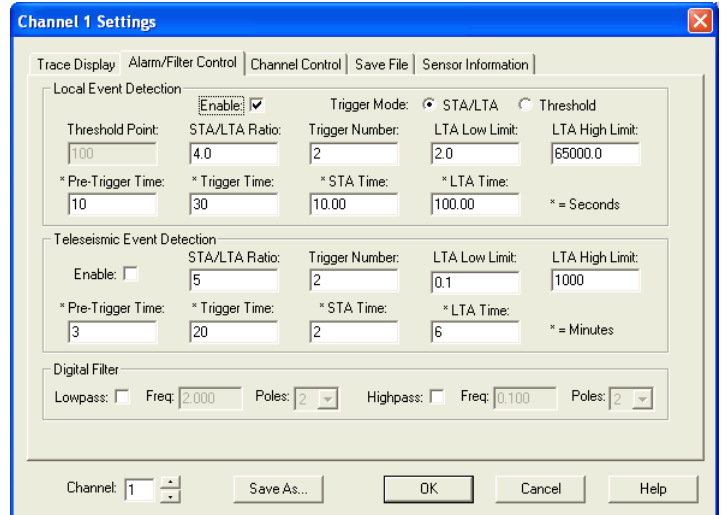 Channel 1 Settings
Trace Display Alarm/Filter Control Channel Control Save File Sensor Information
Local Event Detection
Enable: Trigger Mode: STA/LTA Threshold
Threshold Point: STA/LTA Ratio: Trigger Number: LTA Low Limit: LTA High Limit:
100 4.0 2 2.0 65000.0
* Pre-Trigger Time: * Trigger Time: * STA Time: * LTA Time:
10 30 10.00 100.00 * = Seconds
Teleseismic Event Detection
STA/LTA Ratio: Trigger Number: LTA Low Limit: LTA High Limit:
Enable: 5 2 0.1 1000
* Pre-Trigger Time: * Trigger Time: * STA Time: * LTA Time:
3 20 2 6 * = Minutes
Digital Filter
Lowpass: Freq: 2.000 Poles: 2 Highpass: Freq: 0.100 Poles: 2
Channel: 1 Save As... OK Cancel Help